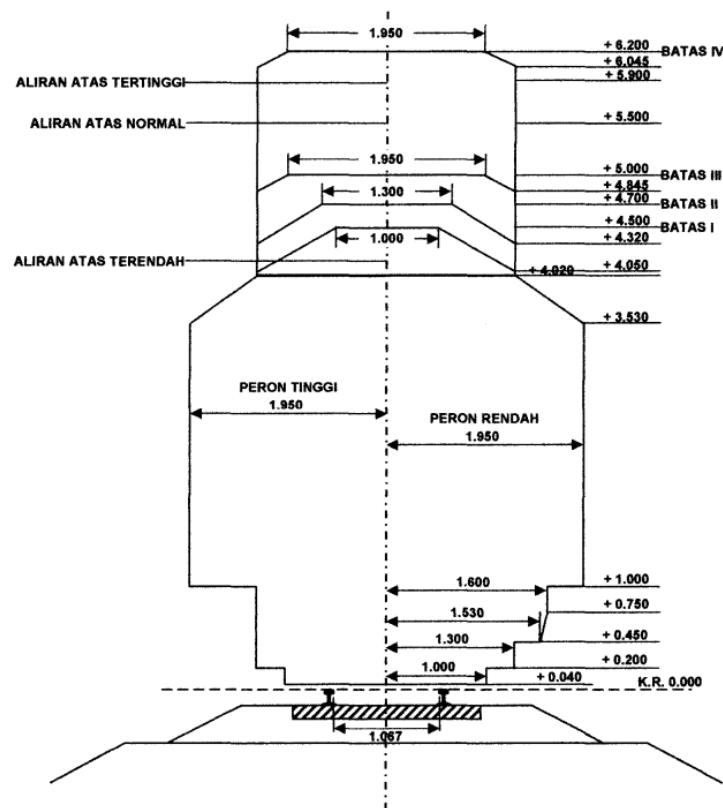 1.950
+ 6.200 BATAS IV
+ 6.045
+ 5.900
ALIRAN ATAS TERTINGGI
ALIRAN ATAS NORMAL
+ 5.500
1.950
+ 5.000 BATAS III
+ 4.845
1.300
+ 4.700 BATAS II
+ 4.500 BATAS I
1.000
+ 4.320
ALIRAN ATAS TERENDAH
+ 4.050
+ 4.020
+ 3.530
PERON TINGGI
1.950
PERON RENDAH
1.950
1.600
+ 1.000
+ 0.750
1.530
+ 0.450
1.300
+ 0.200
1.000
+ 0.040
K.R. 0,000
1.067